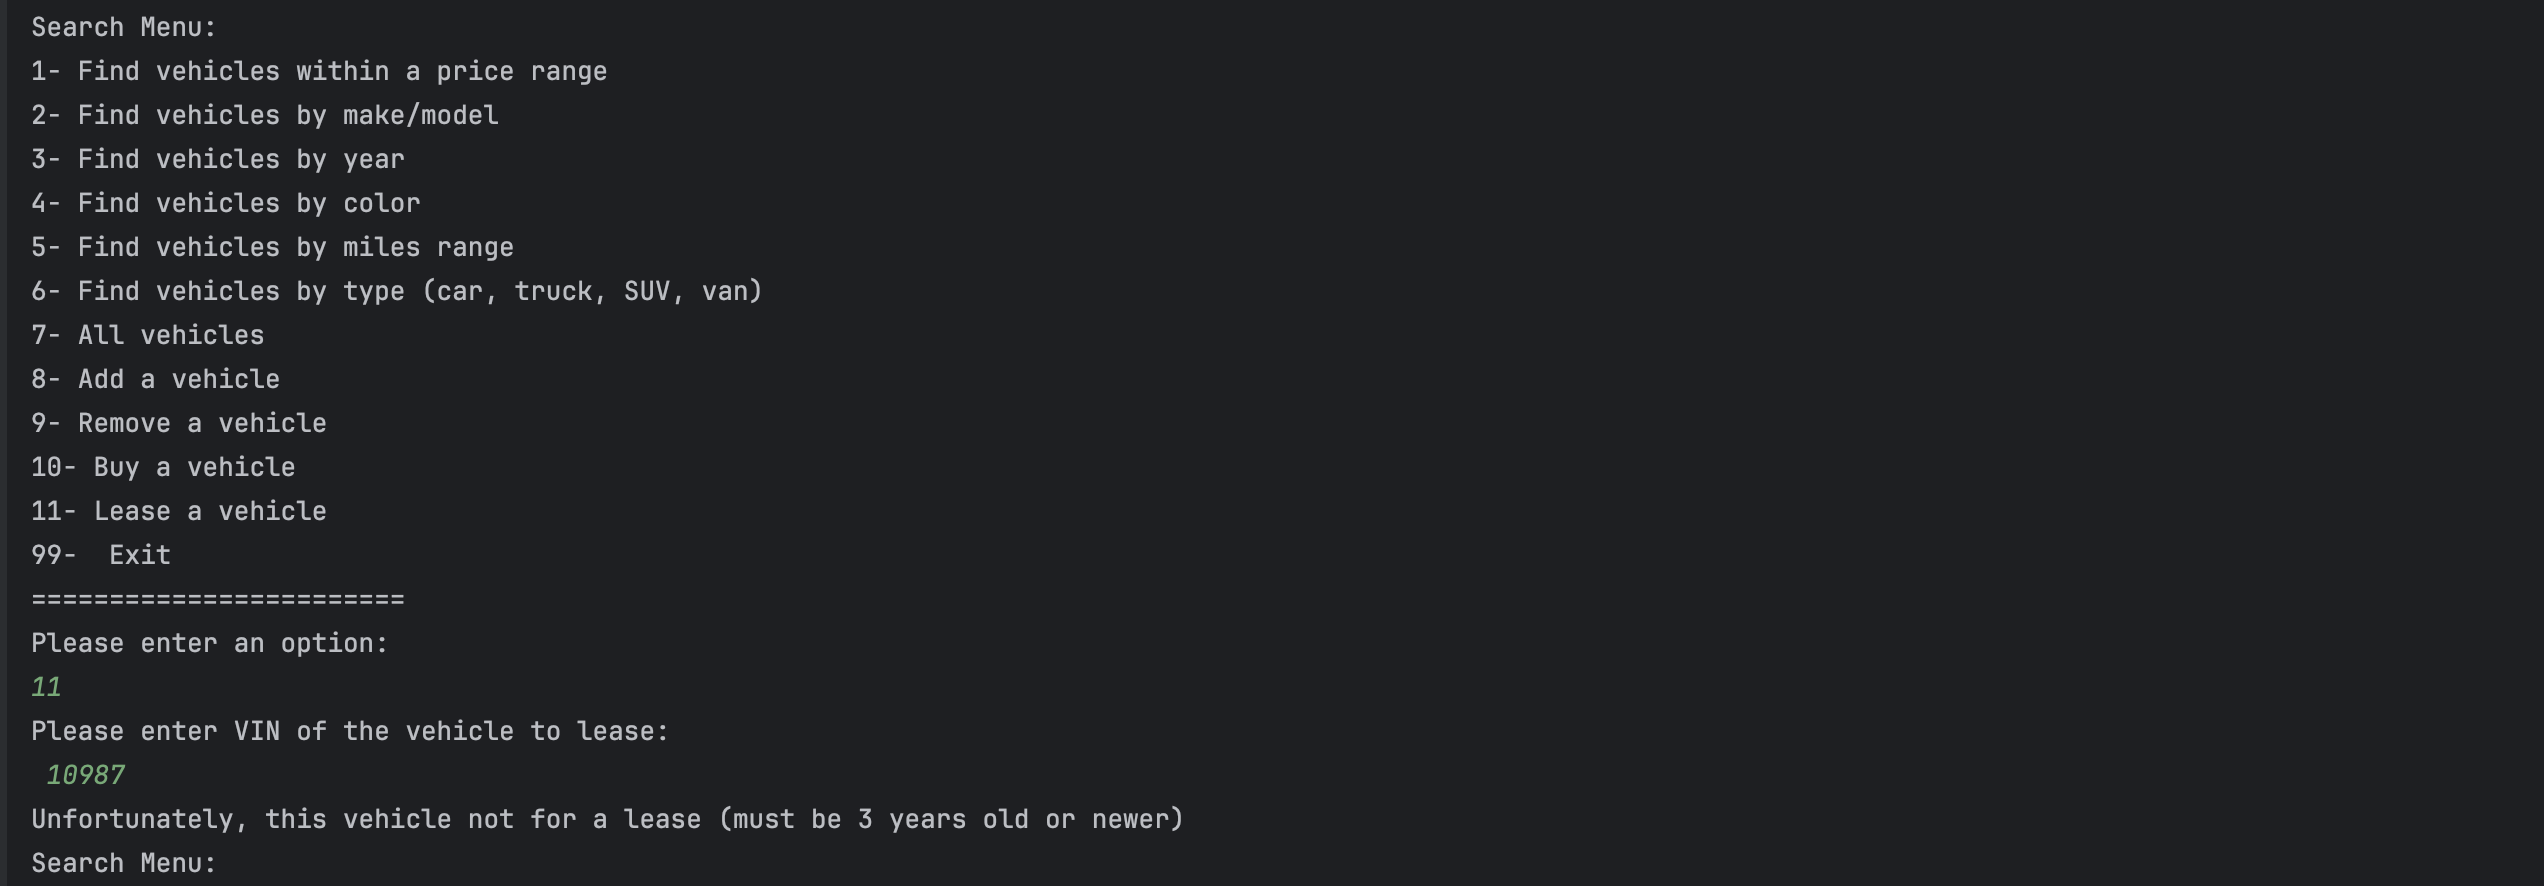 Search Menu:
1- Find vehicles within a price range
2- Find vehicles by make/model
3- Find vehicles by year
4- Find vehicles by color
5- Find vehicles by miles range
6- Find vehicles by type (car, truck, SUV, van)
7- All vehicles
8- Add a vehicle
9- Remove a vehicle
10- Buy a vehicle
11- Lease a vehicle
99-  Exit
========================
Please enter an option:
11
Please enter VIN of the vehicle to lease:
 10987
Unfortunately, this vehicle not for a lease (must be 3 years old or newer)
Search Menu: